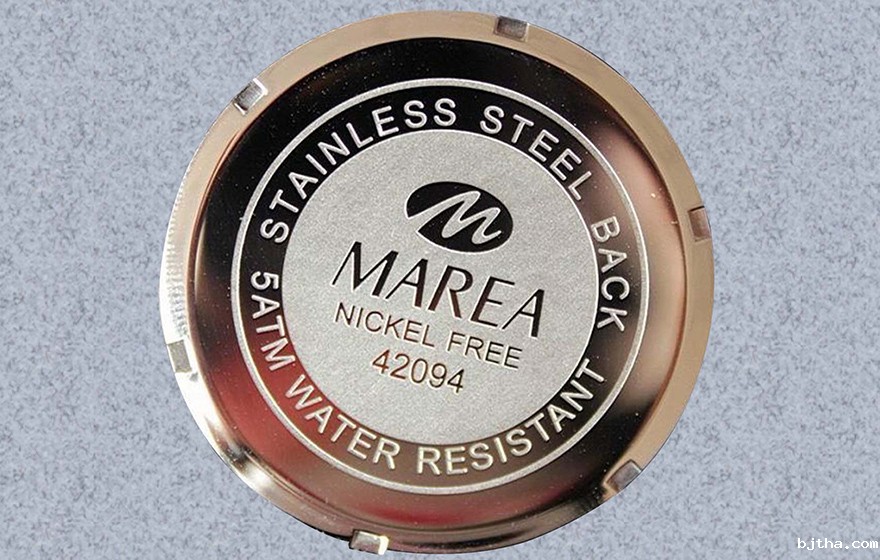 STAINLESS STEEL BACK
M
MAREA
NICKEL FREE
42094
5ATM WATER RESISTANT
bjtha.com